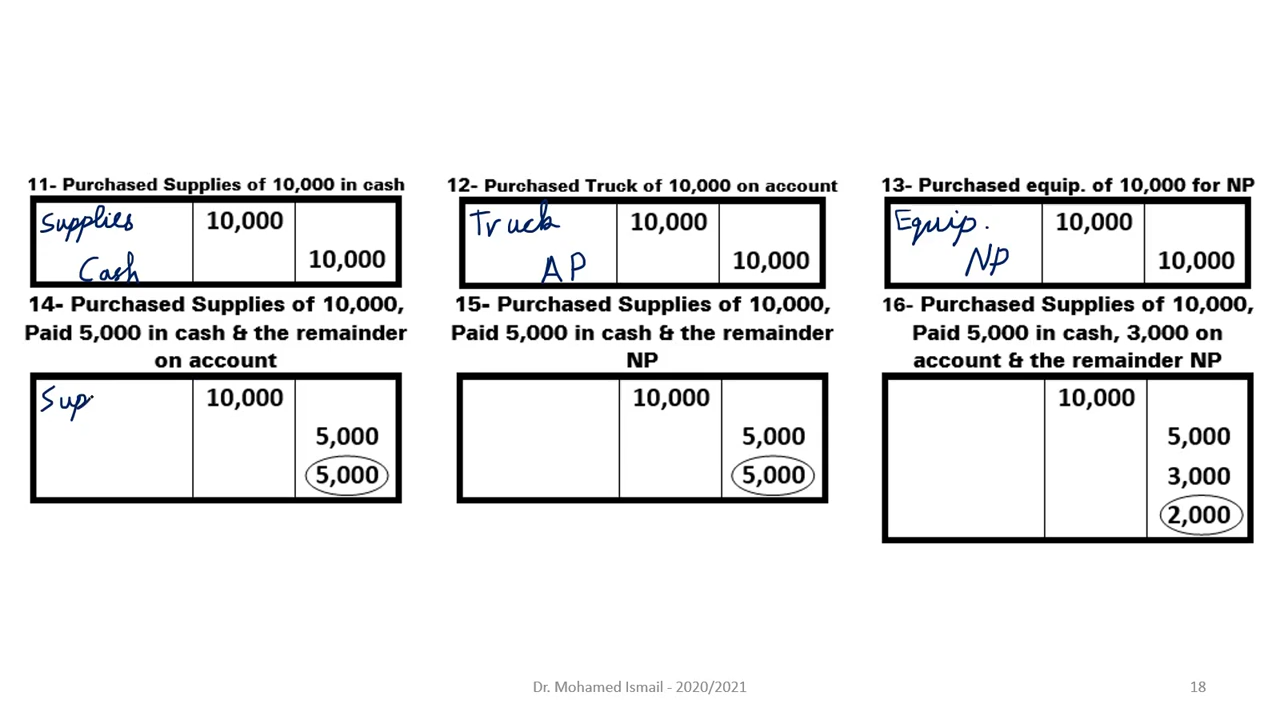 11- Purchased Supplies of 10,000 in cash
Supplies 10,000
Cash 10,000
12- Purchased Truck of 10,000 on account
Truck 10,000
AP 10,000
13- Purchased equip. of 10,000 for NP
Equip. 10,000
NP 10,000
14- Purchased Supplies of 10,000,
Paid 5,000 in cash & the remainder
on account
Sup 10,000
5,000
5,000
15- Purchased Supplies of 10,000,
Paid 5,000 in cash & the remainder
NP
10,000
5,000
5,000
16- Purchased Supplies of 10,000,
Paid 5,000 in cash, 3,000 on
account & the remainder NP
10,000
5,000
3,000
2,000
Dr. Mohamed Ismail - 2020/2021 18